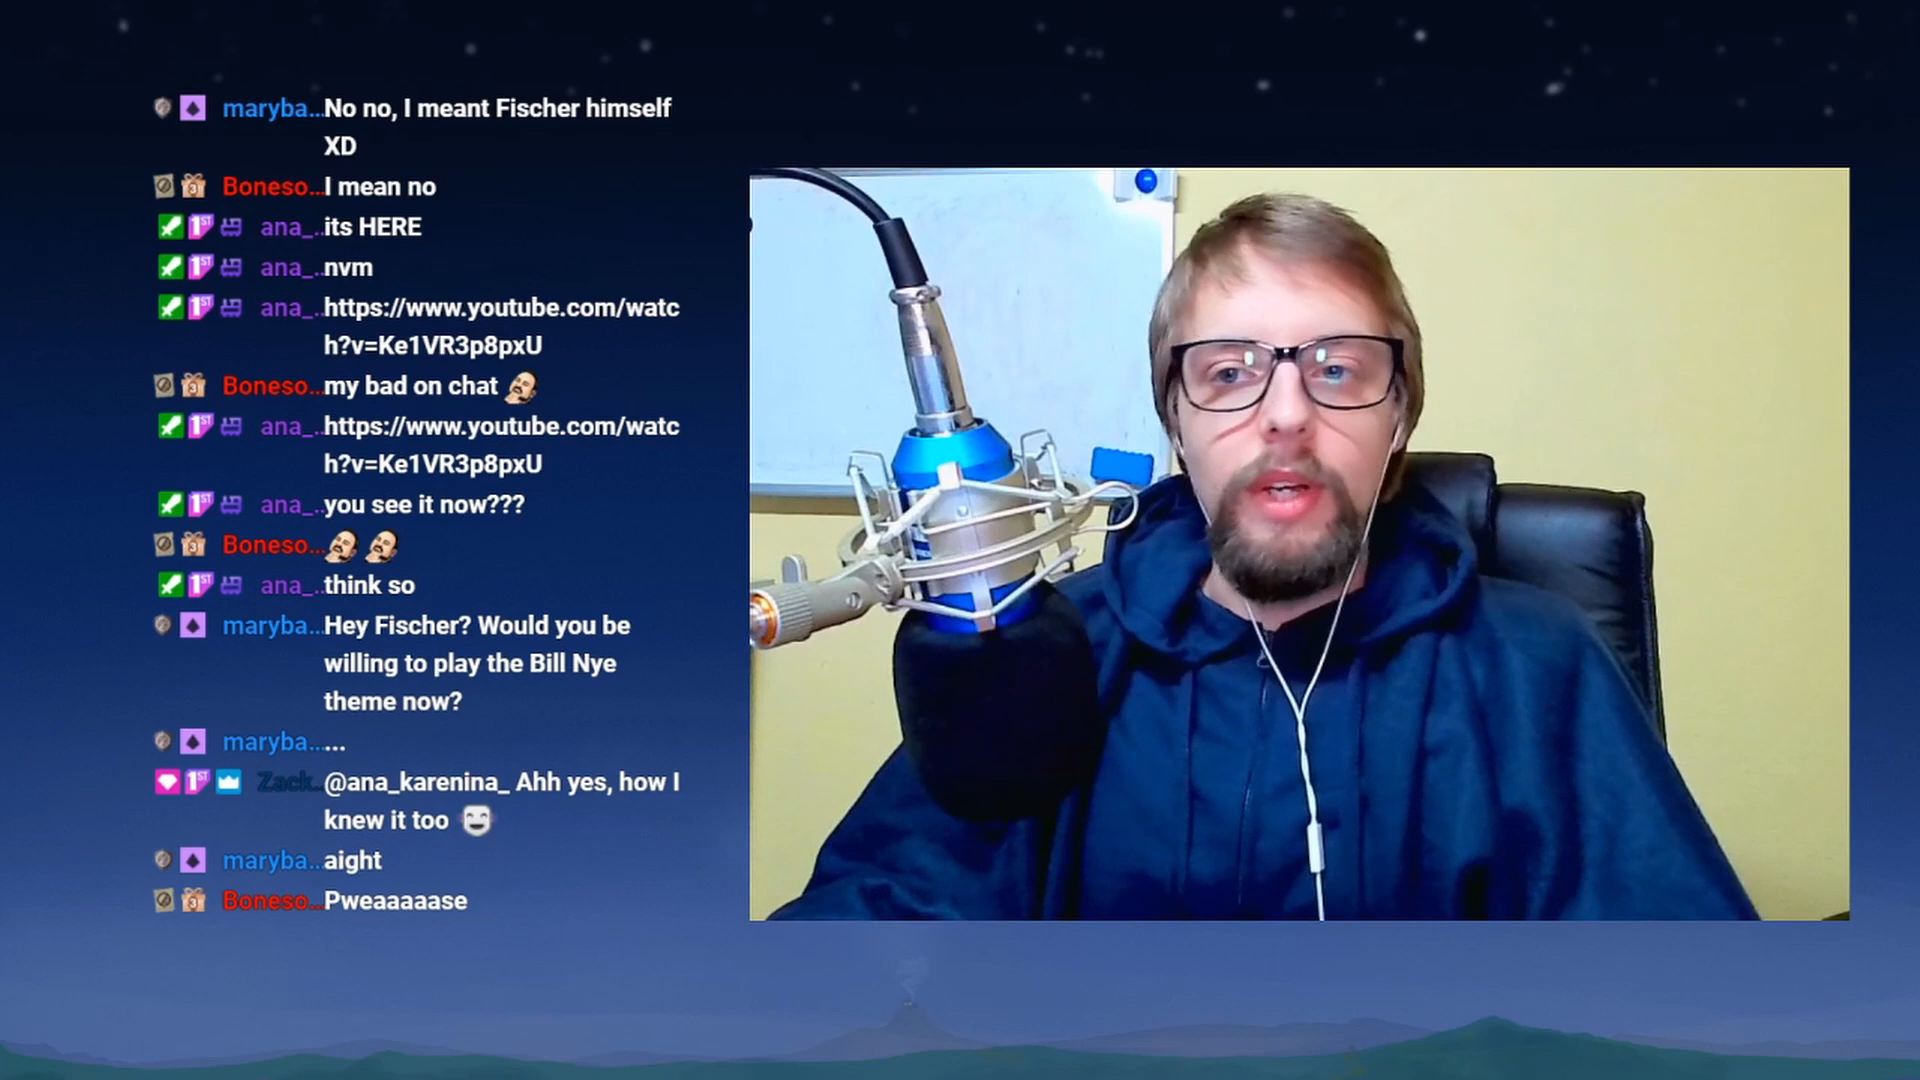 maryba...No no, I meant Fischer himself
XD
Boneso...I mean no
ana_..its HERE
ana_..nvm
ana_..https://www.youtube.com/watc
h?v=Ke1VR3p8pxU
Boneso...my bad on chat
ana_..https://www.youtube.com/watc
h?v=Ke1VR3p8pxU
ana_..you see it now???
Boneso...
ana_..think so
maryba...Hey Fischer? Would you be
willing to play the Bill Nye
theme now?
maryba......
Zack..@ana_karenina_ Ahh yes, how I
knew it too
maryba...aight
Boneso...Pweaaaaase